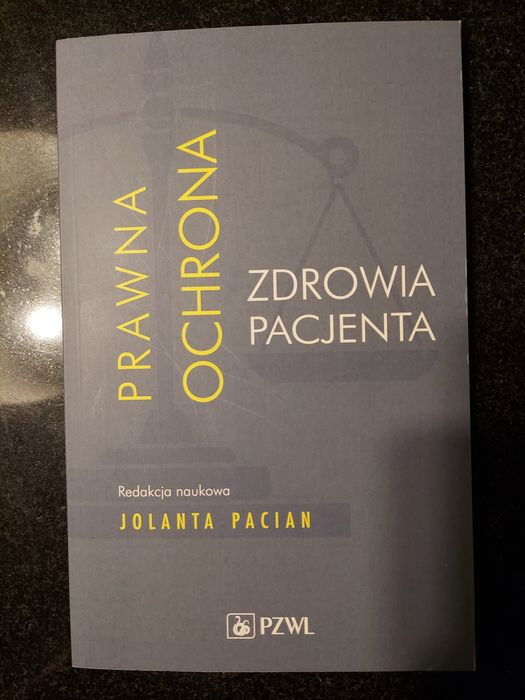 PRAWNA
OCHRONA
ZDROWIA
PACJENTA
Redakcja naukowa
JOLANTA PACIAN
PZWL